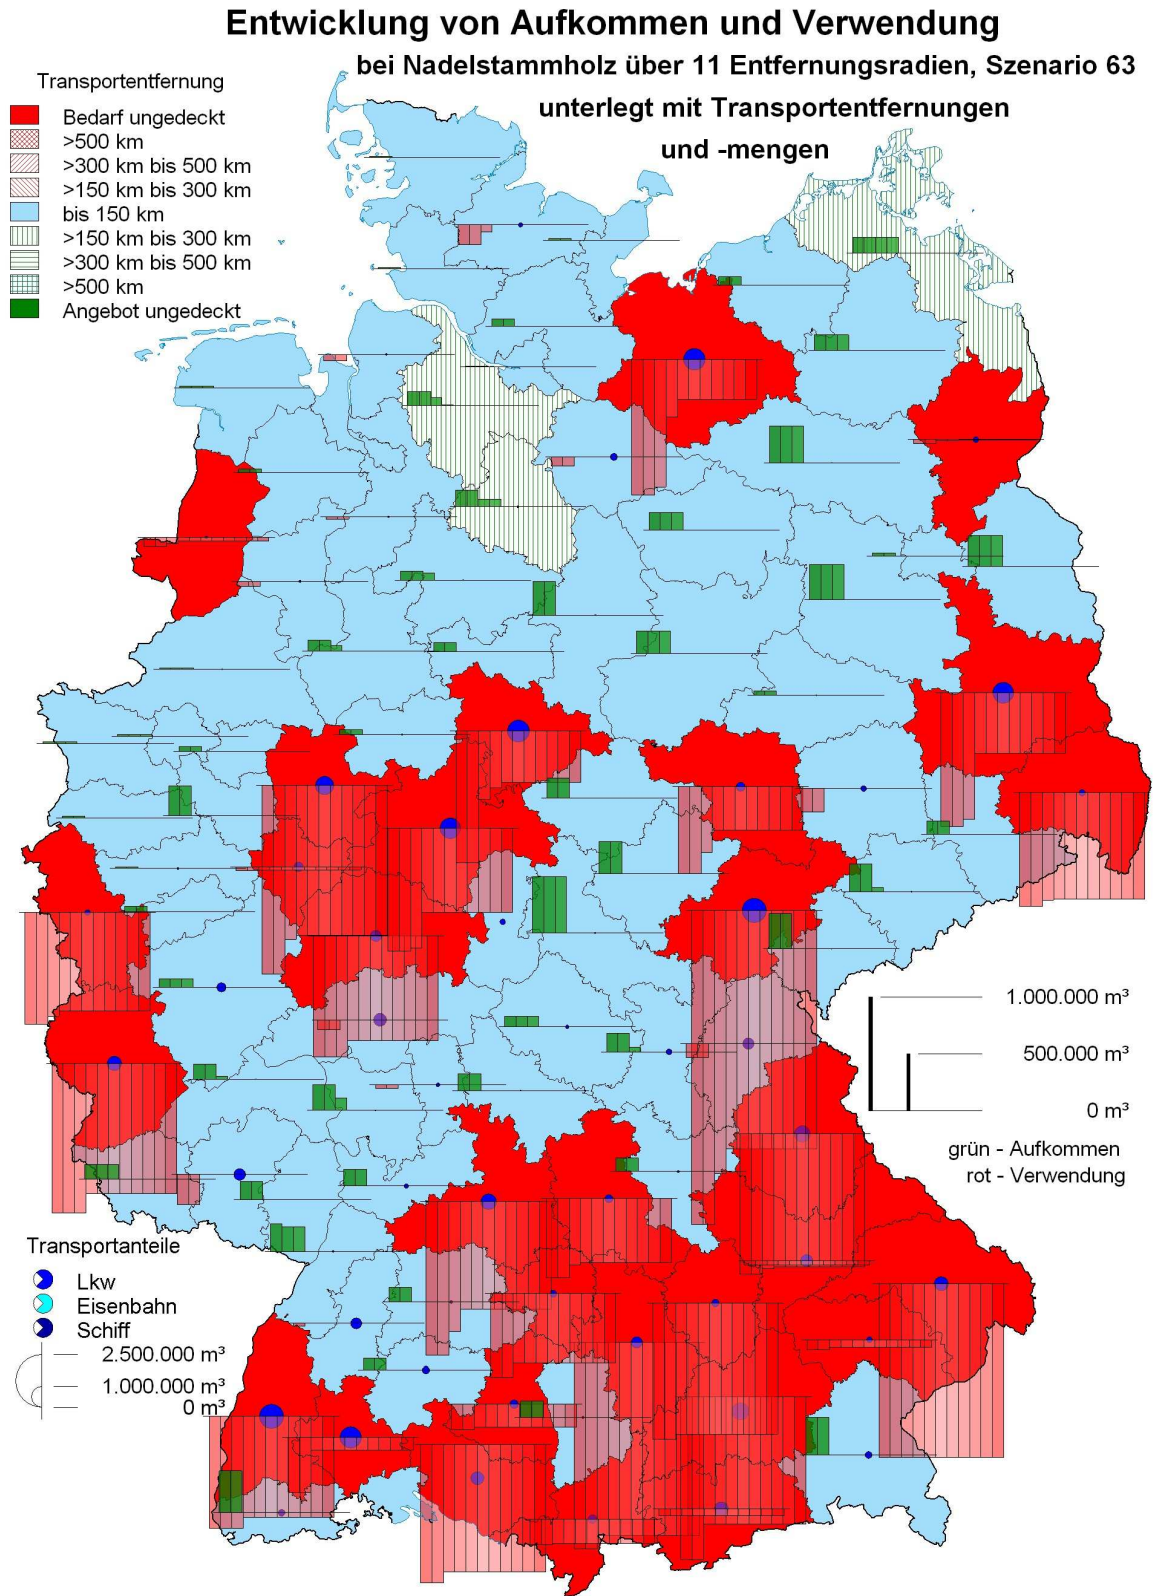 Entwicklung von Aufkommen und Verwendung
bei Nadelstammholz über 11 Entfernungsradien, Szenario 63
unterlegt mit Transportentfernungen
und -mengen
Transportentfernung
Bedarf ungedeckt
>500 km
>300 km bis 500 km
>150 km bis 300 km
bis 150 km
>150 km bis 300 km
>300 km bis 500 km
>500 km
Angebot ungedeckt
1.000.000 m³
500.000 m³
0 m³
grün - Aufkommen
rot - Verwendung
Transportanteile
Lkw
Eisenbahn
Schiff
2.500.000 m³
1.000.000 m³
0 m³